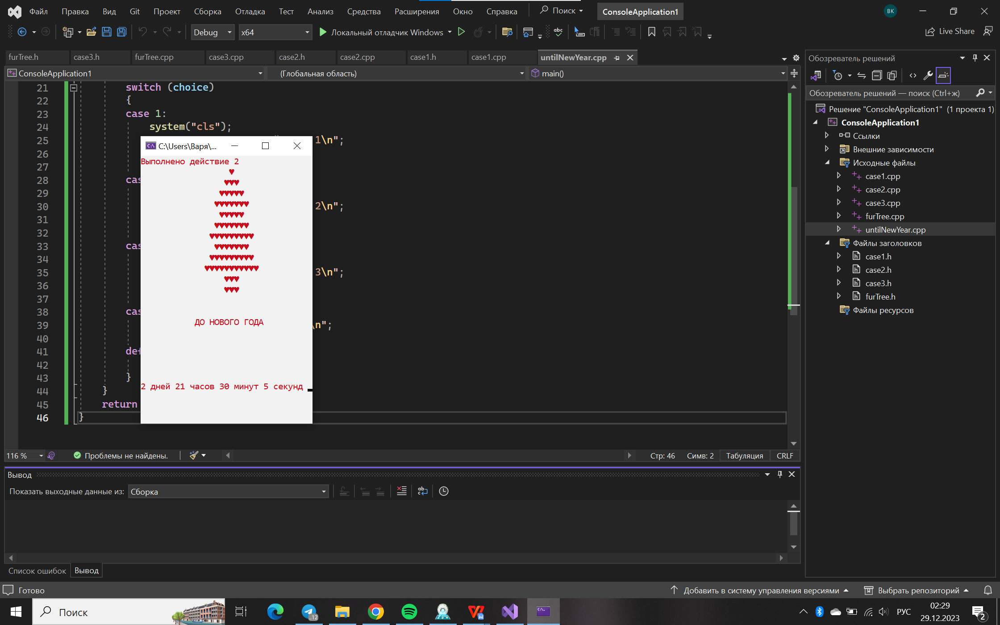 Файл Правка Вид Git Проект Сборка Отладка Тест Анализ Средства Расширения Окно Справка Поиск ConsoleApplication1 ВК
Debug x64 Локальный отладчик Windows Live Share
furTree.h case3.h furTree.cpp case3.cpp case2.h case2.cpp case1.h case1.cpp untilNewYear.cpp
ConsoleApplication1 (Глобальная область) main()
21 switch (choice)
22 {
23 case 1:
24 system("cls");
25 1\n";
26
27
28 cas
29
30 2\n";
31
32
33 cas
34
35 3\n";
36
37
38 cas
39 \n";
40
41 def
42
43 }
44 }
45 return
46 }
C:\Users\Варя\...
Выполнено действие 2
♥
♥♥♥
♥♥♥♥♥
♥♥♥♥♥♥♥
♥♥♥♥♥
♥♥♥♥♥♥♥
♥♥♥♥♥♥♥♥♥
♥♥♥♥♥♥♥
♥♥♥♥♥♥♥♥♥
♥♥♥♥♥♥♥♥♥♥♥
♥♥♥
♥♥♥
ДО НОВОГО ГОДА
2 дней 21 часов 30 минут 5 секунд
116 % Проблемы не найдены. Стр: 46 Симв: 2 Табуляция CRLF
Вывод
Показать выходные данные из: Сборка
Список ошибок Вывод
Обозреватель решений
Обозреватель решений — поиск (Ctrl+ж)
Решение "ConsoleApplication1" (1 проекта 1)
ConsoleApplication1
Ссылки
Внешние зависимости
Исходные файлы
case1.cpp
case2.cpp
case3.cpp
furTree.cpp
untilNewYear.cpp
Файлы заголовков
case1.h
case2.h
case3.h
furTree.h
Файлы ресурсов
Готово Добавить в систему управления версиями Выбрать репозиторий
Поиск ..12 РУС 02:29
29.12.2023 2